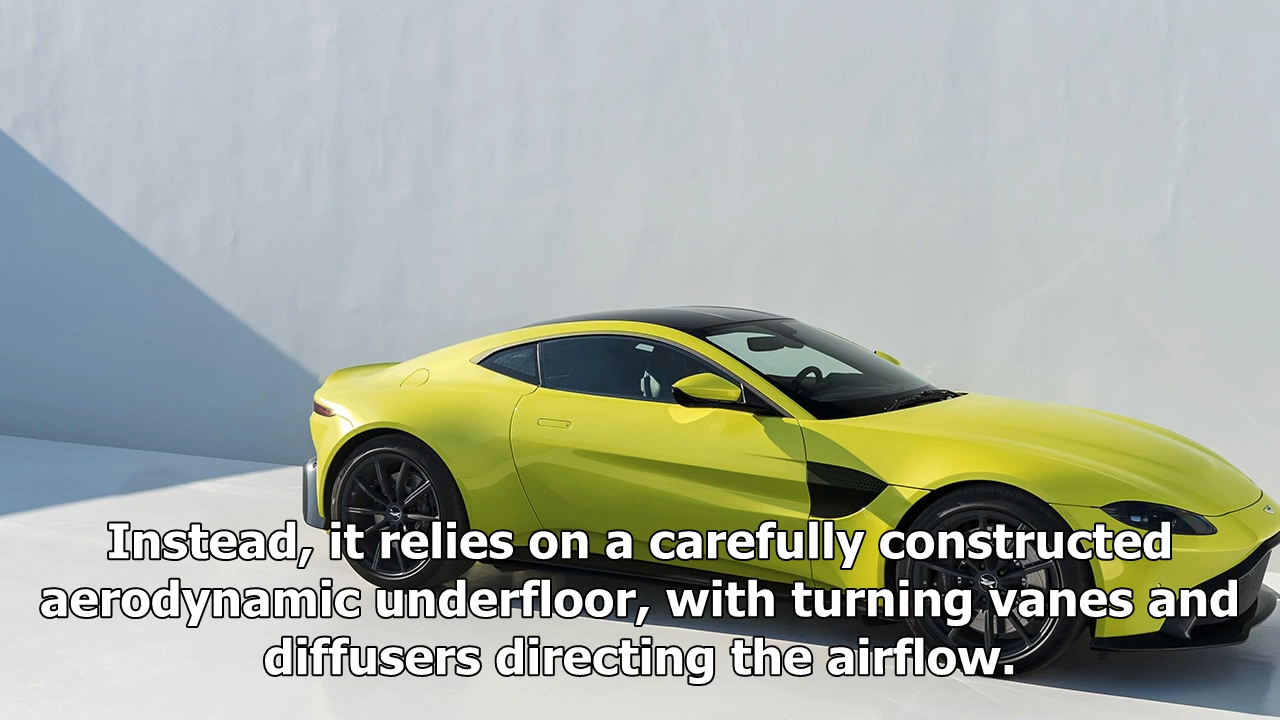 Instead, it relies on a carefully constructed
aerodynamic underfloor, with turning vanes and
diffusers directing the airflow.